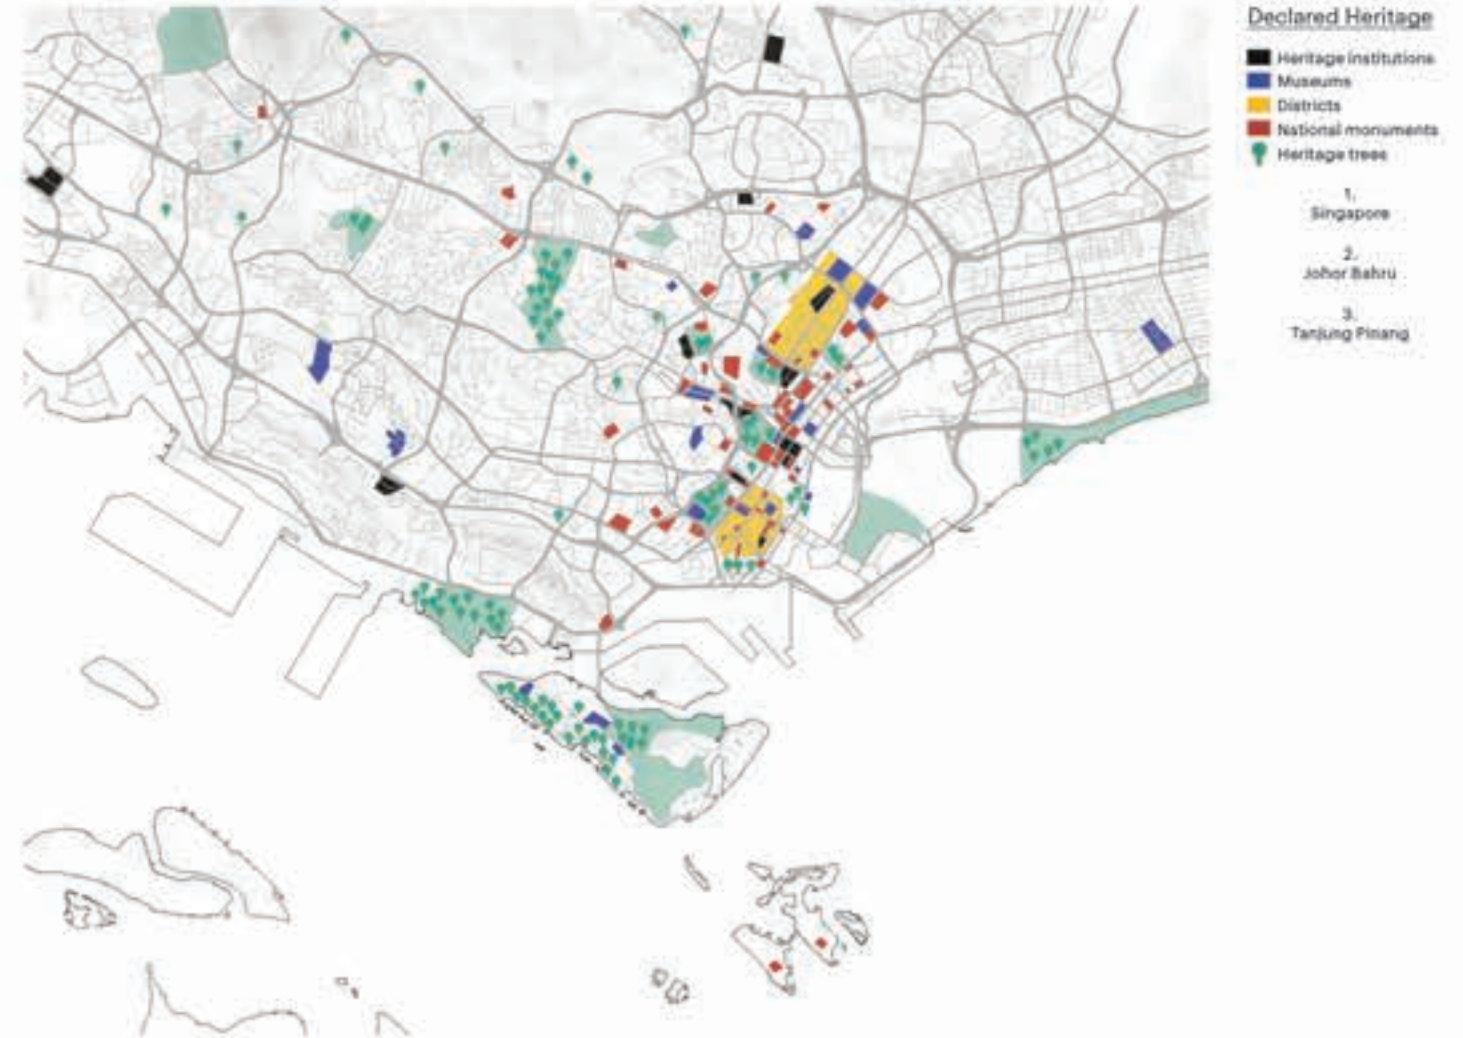 Declared Heritage
Heritage institutions
Museums
Districts
National monuments
Heritage trees
1.
Singapore
2.
Johor Bahru
3.
Tanjung Pinang